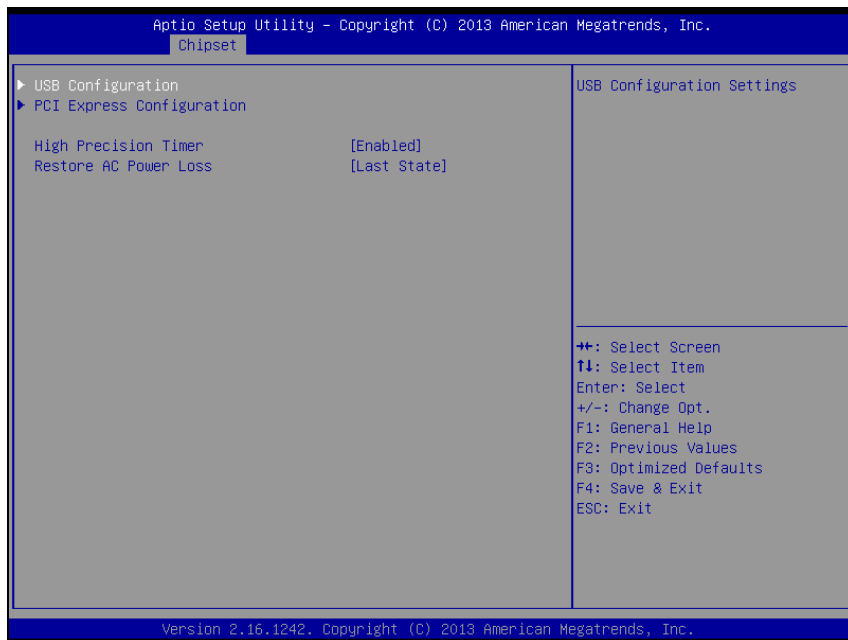 Aptio Setup Utility – Copyright (C) 2013 American Megatrends, Inc.
Chipset
USB Configuration
PCI Express Configuration
High Precision Timer [Enabled]
Restore AC Power Loss [Last State]
USB Configuration Settings
→←: Select Screen
↑↓: Select Item
Enter: Select
+/-: Change Opt.
F1: General Help
F2: Previous Values
F3: Optimized Defaults
F4: Save & Exit
ESC: Exit
Version 2.16.1242. Copyright (C) 2013 American Megatrends, Inc.